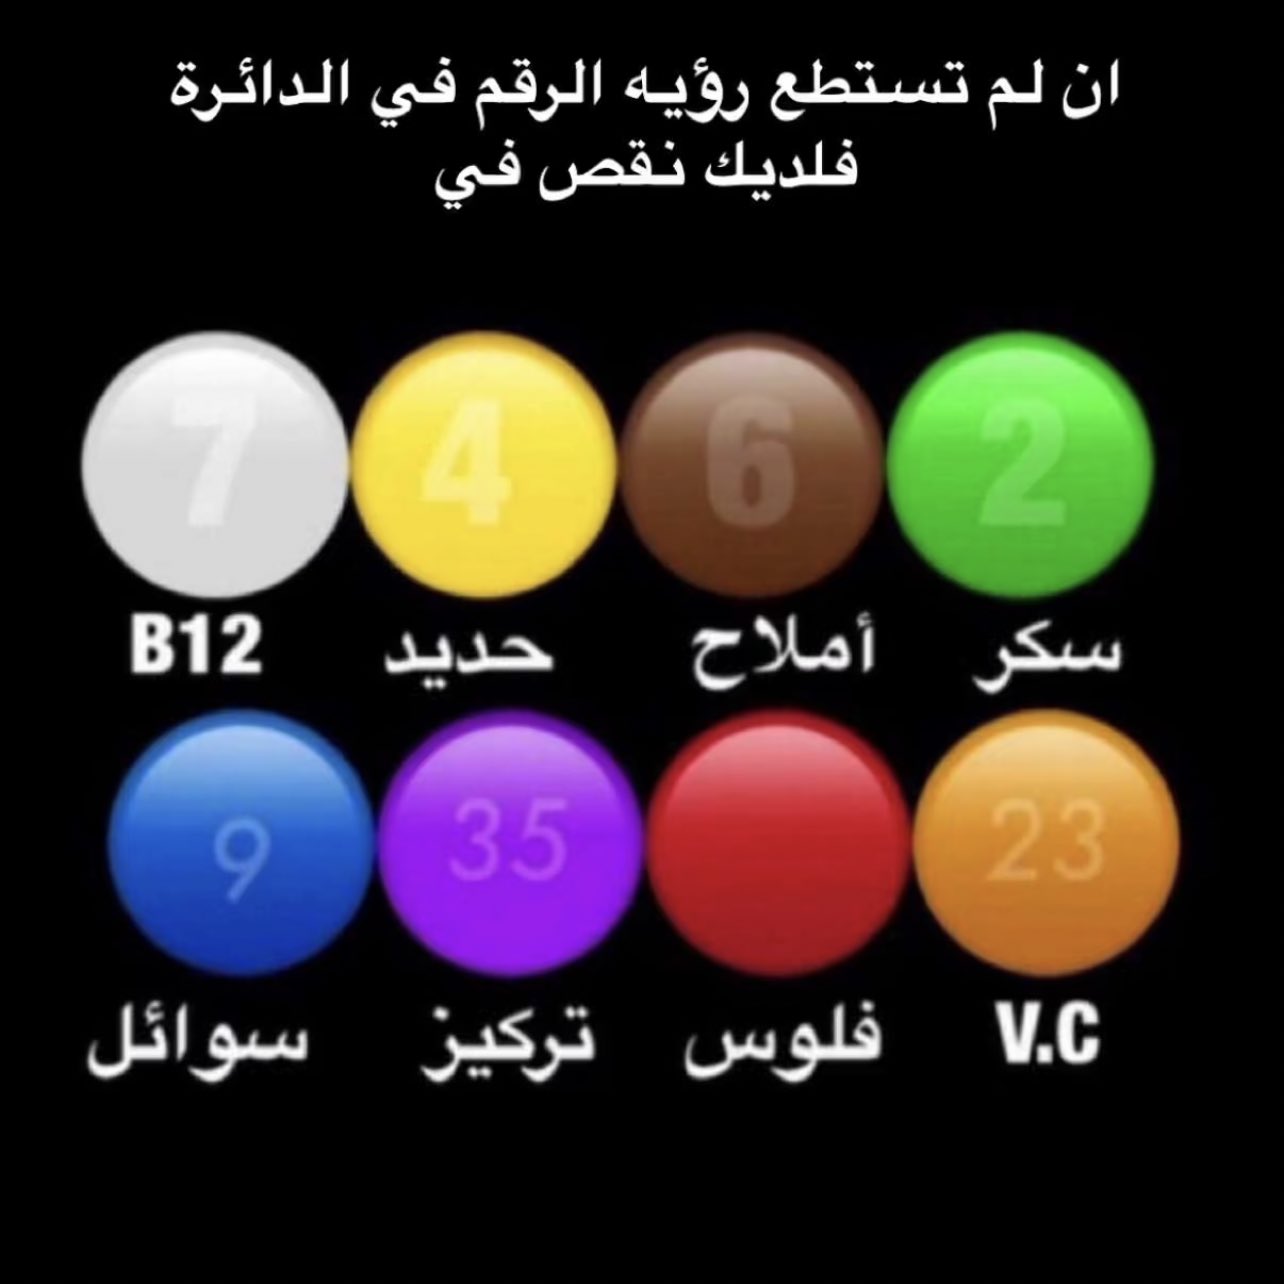 ان لم تستطع رؤيه الرقم في الدائرة
فلديك نقص في
2 6 4 7
سكر أملاح حديد B12
23 35 9
V.C فلوس تركيز سوائل